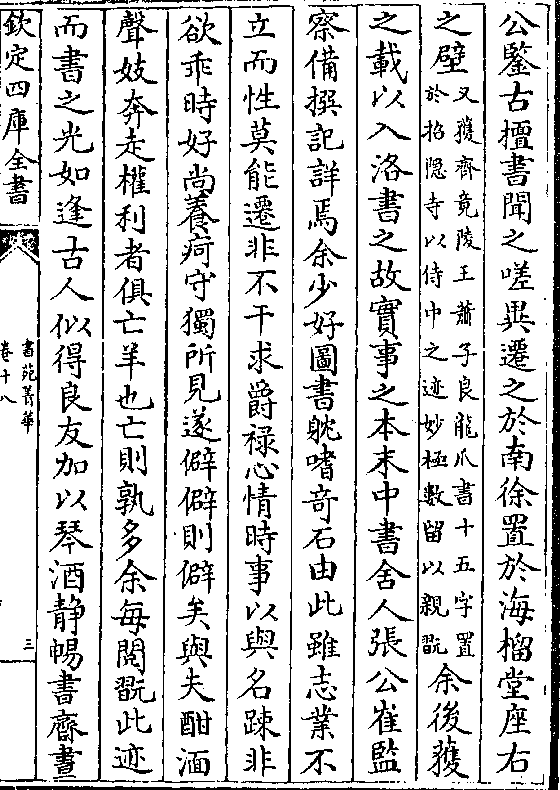 公鑒古擅書聞之嗟異遷之於南徐置於海榴堂座右
之壁又獲齊竟陵王蕭子良龍爪書十五字置於招隠寺以侍中之迹妙極數留以親翫余後獲
之載以入洛書之故實事之本末中書舍人張公崔監
察備撰記詳焉余少好圖書躭嗜竒石由此雖志業不
立而性莫能遷非不干求爵禄心情時事以與名踈非
欲乖時好尚養疴守獨所見遂僻僻則僻矣與夫酣湎
聲妓奔走權利者俱亡羊也亡則孰多余每閱翫此迹
而書之光如逢古人似得良友加以琴酒静暢書齋晝
欽定四庫全書
書苑菁華
卷十八
三